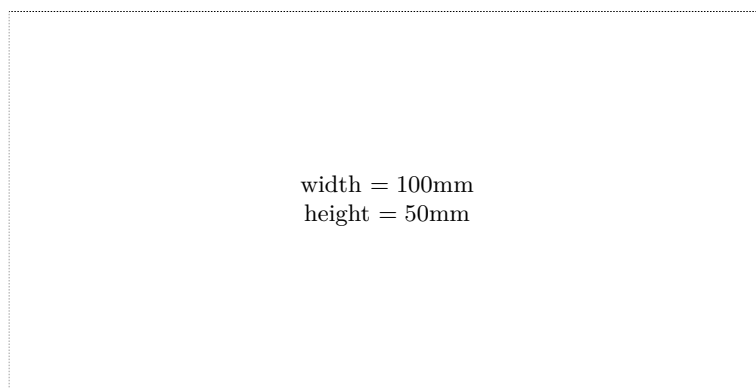 width = 100mm
height = 50mm